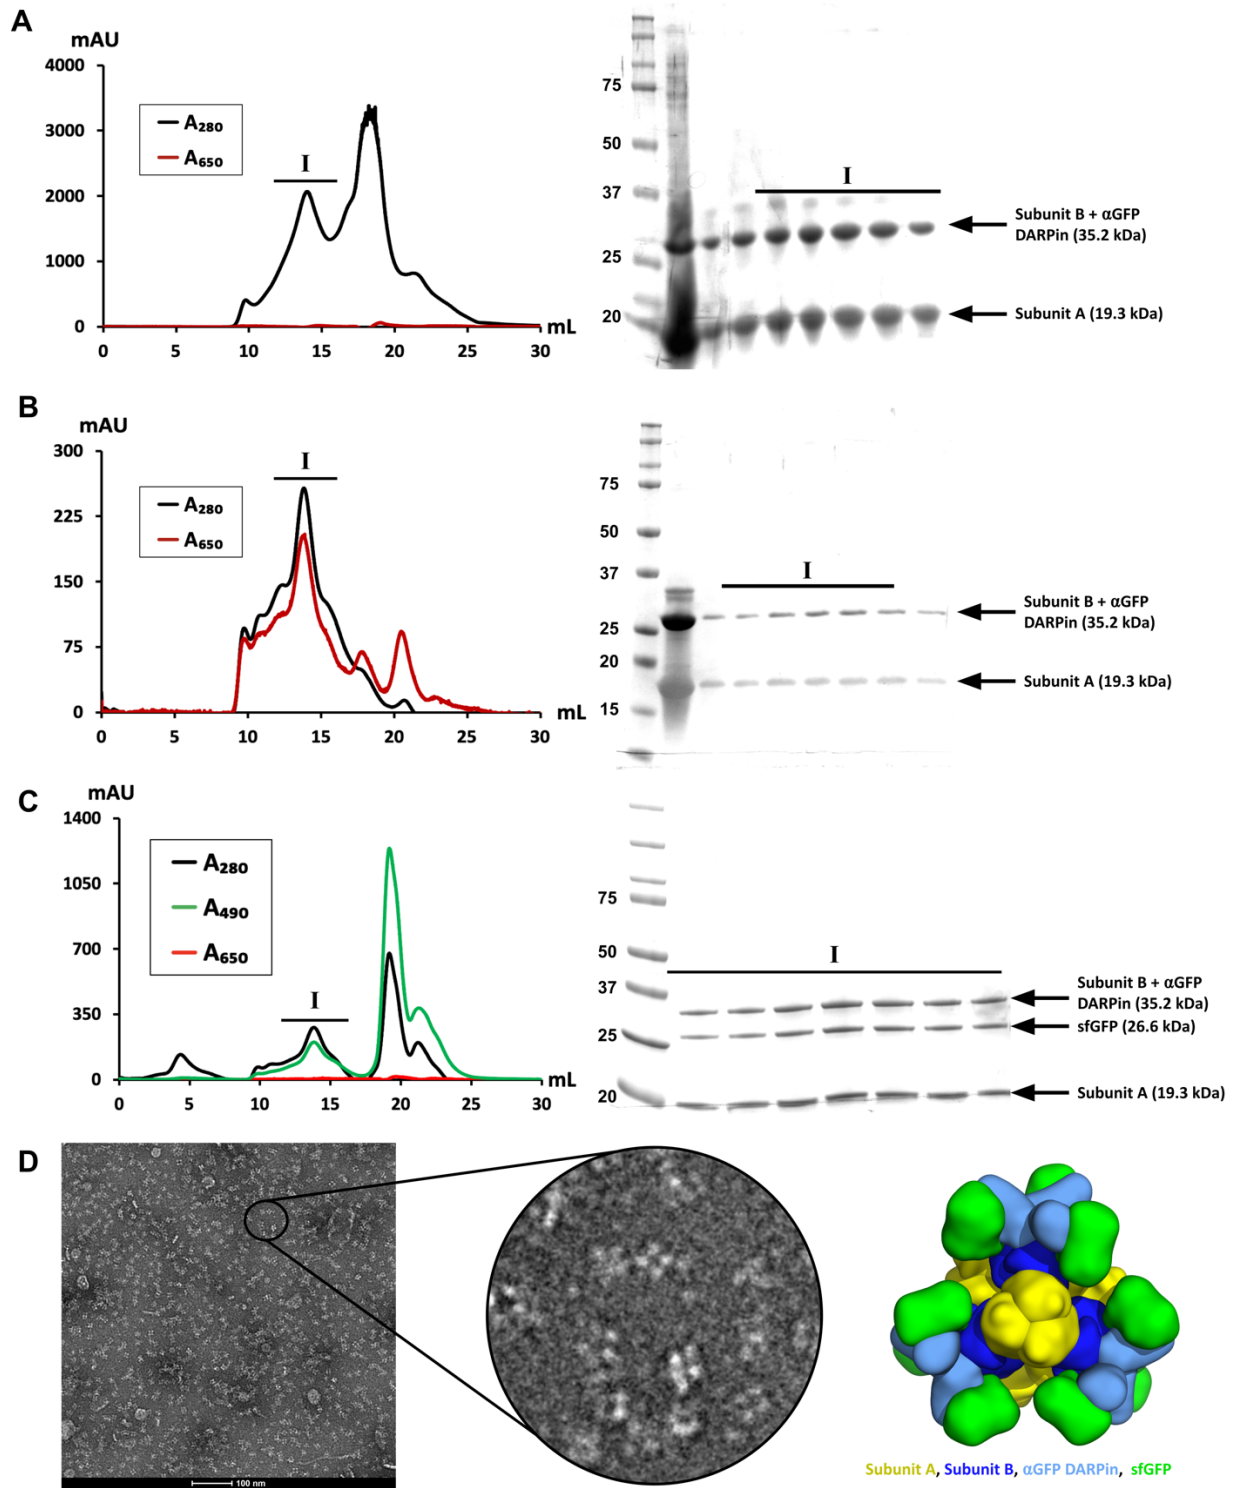 A
mAU
4000
3000
2000
1000
0
0 5 10 15 20 25 30
mL
A₂₈₀
A₆₅₀
I
75
50
37
25
20
I
Subunit B + αGFP
DARPin (35.2 kDa)
Subunit A (19.3 kDa)
B
mAU
300
225
150
75
0
0 5 10 15 20 25 30
mL
A₂₈₀
A₆₅₀
I
75
50
37
25
20
15
I
Subunit B + αGFP
DARPin (35.2 kDa)
Subunit A (19.3 kDa)
C
mAU
1400
1050
700
350
0
0 5 10 15 20 25 30
mL
A₂₈₀
A₄₉₀
A₆₅₀
I
75
50
37
25
20
I
Subunit B + αGFP
DARPin (35.2 kDa)
sfGFP (26.6 kDa)
Subunit A (19.3 kDa)
D
100 nm
Subunit A, Subunit B, αGFP DARPin, sfGFP